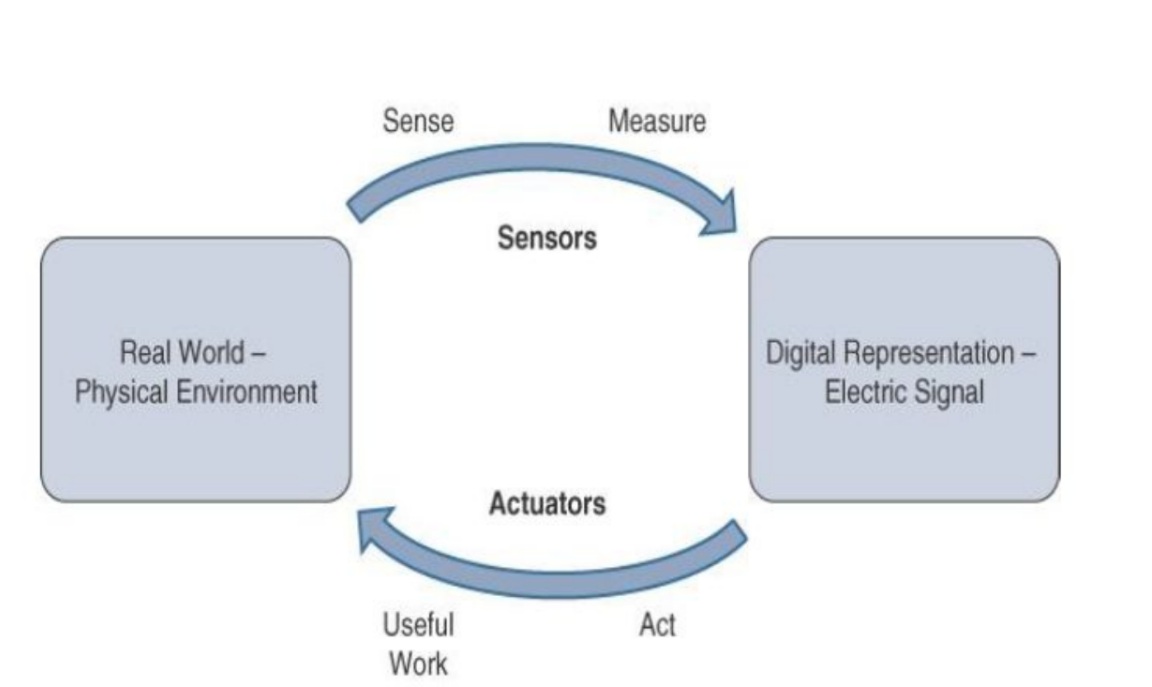 Sense
Measure
Sensors
Real World –
Physical Environment
Digital Representation –
Electric Signal
Actuators
Useful
Work
Act